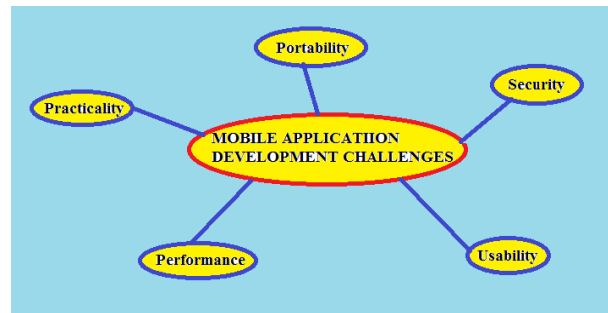 Portability
Security
Practicality
MOBILE APPLICATIION
DEVELOPMENT CHALLENGES
Performance
Usability